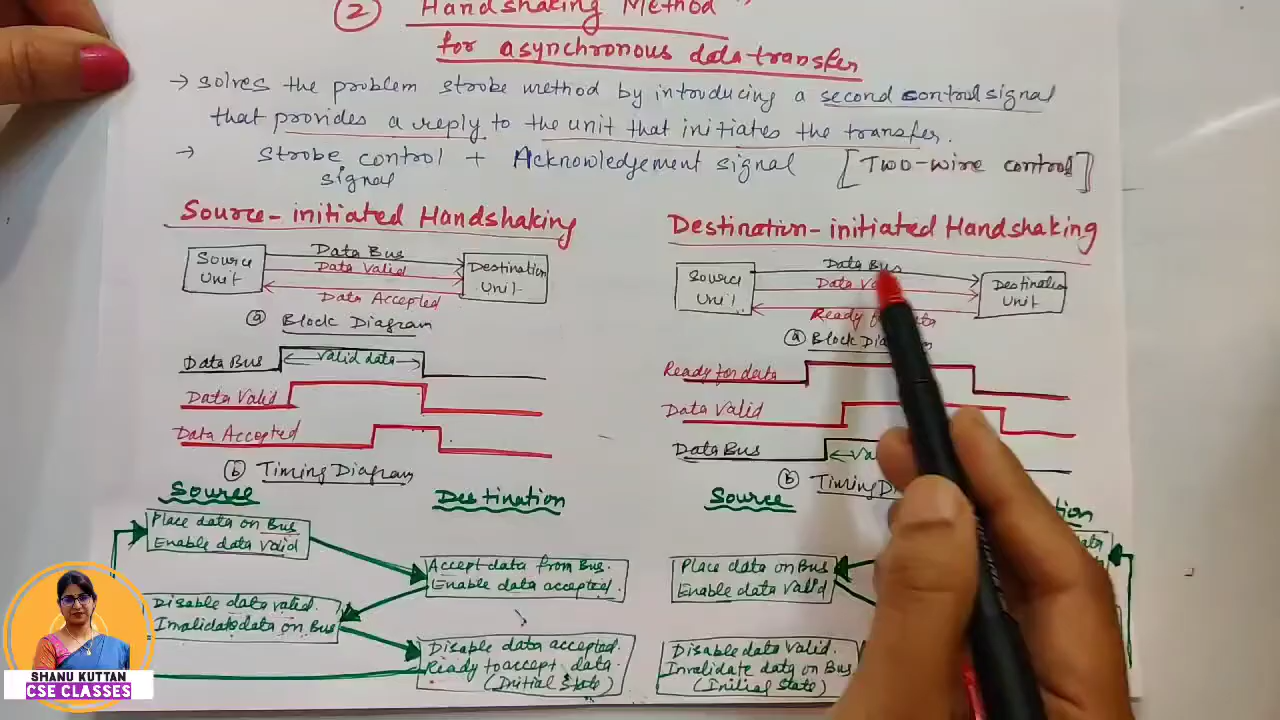 ② Handshaking Method
for asynchronous data transfer
→ solves the problem strobe method by introducing a second control signal
that provides a reply to the unit that initiates the transfer.
→ Strobe control + Acknowledgement signal [Two-wire control]
signal
Source-initiated Handshaking
Source Unit
Data Bus
Data Valid
Data Accepted
Destination Unit
ⓐ Block Diagram
Data Bus
Valid data
Data Valid
Data Accepted
ⓑ Timing Diagram
Source
Destination
Place data on Bus
Enable data valid
Accept data from Bus.
Enable data accepted.
Disable data valid.
Invalidate data on Bus
Disable data accepted.
Ready to accept data.
(Initial State)
Destination-initiated Handshaking
Source Unit
Data Bus
Data
Ready
Destination Unit
ⓐ Block
Ready for data
Data Valid
Data Bus
ⓑ Timing
Source
Place data on Bus
Enable data valid
Disable data valid.
Invalidate data on Bus.
(Initial State)
SHANU KUTTAN
CSE CLASSES